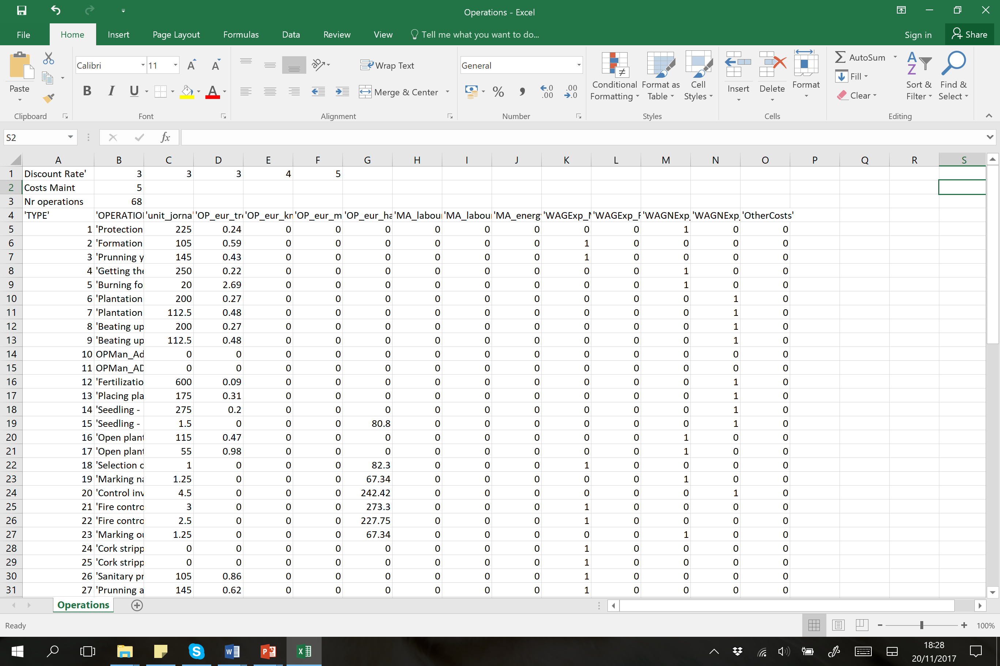 Operations - Excel
File Home Insert Page Layout Formulas Data Review View Tell me what you want to do... Sign in Share
Calibri 11 A A Wrap Text General AutoSum
Paste B I U A Merge & Center % , .0 .00 .00 .0 Conditional Formatting Format as Table Cell Styles Insert Delete Format Fill Clear Sort & Filter Find & Select
Clipboard Font Alignment Number Styles Cells Editing
S2 fx
A B C D E F G H I J K L M N O P Q R S
1 Discount Rate' 3 3 3 4 5
2 Costs Maint 5
3 Nr operations 68
4 'TYPE' 'OPERATIO 'unit_jorna' 'OP_eur_tr 'OP_eur_kn 'OP_eur_m 'OP_eur_ha 'MA_labou 'MA_labou 'MA_energ 'WAGExp_ 'WAGExp_ 'WAGNExp_ 'WAGNExp_ 'OtherCosts'
5 1 'Protection 225 0.24 0 0 0 0 0 0 0 0 1 0 0
6 2 'Formation 105 0.59 0 0 0 0 0 0 1 0 0 0 0
7 3 'Prunning y 145 0.43 0 0 0 0 0 0 1 0 0 0 0
8 4 'Getting the 250 0.22 0 0 0 0 0 0 0 0 1 0 0
9 5 'Burning fo 20 2.69 0 0 0 0 0 0 0 0 1 0 0
10 6 'Plantation 200 0.27 0 0 0 0 0 0 0 0 0 1 0
11 7 'Plantation 112.5 0.48 0 0 0 0 0 0 0 0 0 1 0
12 8 'Beating up 200 0.27 0 0 0 0 0 0 0 0 0 1 0
13 9 'Beating up 112.5 0.48 0 0 0 0 0 0 0 0 0 1 0
14 10 OPMan_Ad 0 0 0 0 0 0 0 0 0 0 0 0 0
15 11 OPMan_AD 0 0 0 0 0 0 0 0 0 0 0 0 0
16 12 'Fertilizatio 600 0.09 0 0 0 0 0 0 0 0 0 1 0
17 13 'Placing pla 175 0.31 0 0 0 0 0 0 0 0 0 1 0
18 14 'Seedling - 275 0.2 0 0 0 0 0 0 0 0 0 1 0
19 15 'Seedling - 1.5 0 0 0 80.8 0 0 0 0 0 0 1 0
20 16 'Open plant 115 0.47 0 0 0 0 0 0 0 0 1 0 0
21 17 'Open plant 55 0.98 0 0 0 0 0 0 0 0 1 0 0
22 18 'Selection c 1 0 0 0 82.3 0 0 0 1 0 0 0 0
23 19 'Marking na 1.25 0 0 0 67.34 0 0 0 0 0 1 0 0
24 20 'Control inv 4.5 0 0 0 242.42 0 0 0 0 0 0 1 0
25 21 'Fire contro 3 0 0 0 273.3 0 0 0 1 0 0 0 0
26 22 'Fire contro 2.5 0 0 0 227.75 0 0 0 1 0 0 0 0
27 23 'Marking ou 1.25 0 0 0 67.34 0 0 0 0 0 1 0 0
28 24 'Cork stripp 0 0 0 0 0 0 0 0 1 0 0 0 0
29 25 'Cork stripp 0 0 0 0 0 0 0 0 1 0 0 0 0
30 26 'Sanitary pr 105 0.86 0 0 0 0 0 0 1 0 0 0 0
31 27 'Prunning a 145 0.62 0 0 0 0 0 0 1 0 0 0 0
Operations
Ready 100%
18:28
20/11/2017